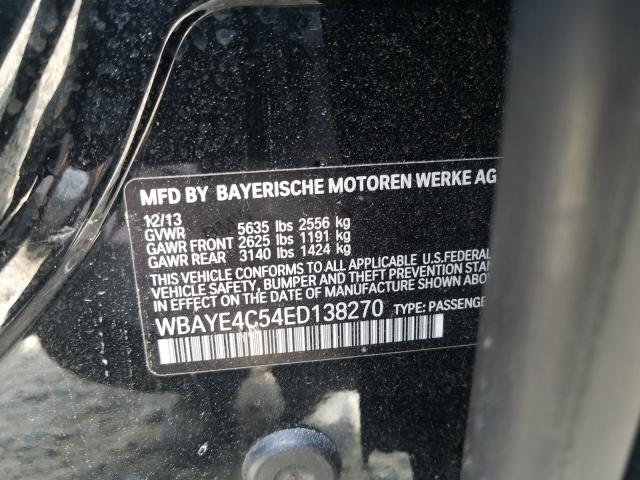 MFD BY BAYERISCHE MOTOREN WERKE AG
12/13
GVWR 5635 lbs 2556 kg
GAWR FRONT 2625 lbs 1191 kg
GAWR REAR 3140 lbs 1424 kg
THIS VEHICLE CONFORMS TO ALL APPLICABLE U.S.FEDERAL
VEHICLE SAFETY, BUMPER AND THEFT PREVENTION STAN
IN EFFECT ON THE DATE OF MANUFACTURE SHOWN ABO
WBAYE4C54ED138270 TYPE: PASSENGE